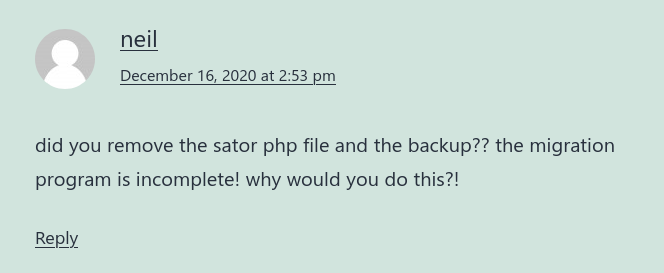 neil
December 16, 2020 at 2:53 pm
did you remove the sator php file and the backup?? the migration
program is incomplete! why would you do this?!
Reply